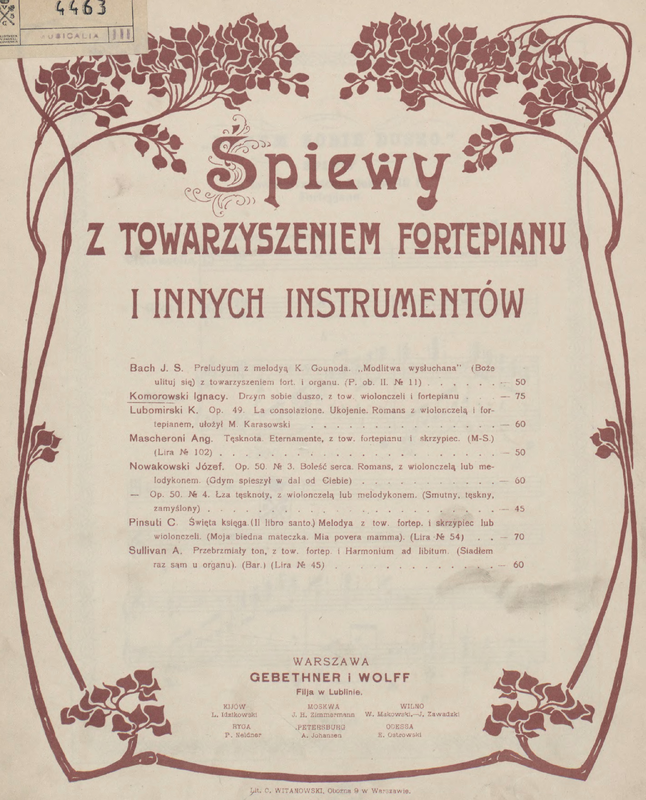 4463
MUSICALIA III
Śpiewy
Z TOWARZYSZENIEM FORTEPIANU
I INNYCH INSTRUMENTÓW
Bach J. S. Preludyum z melodyą K. Gounoda. „Modlitwa wysłuchana" (Boże
ulituj się) z towarzyszeniem fort. i organu. (P. ob. II. № 11) . . . . . . — 50
Komorowski Ignacy. Drzym sobie duszo, z tow. wiolonczeli i fortepianu — 75
Lubomirski K. Op. 49. La consolazione. Ukojenie. Romans z wiolonczelą i for-
tepianem, ułożył M. Karasowski . . . . . . . . . . . — 60
Mascheroni Ang. Tęsknota. Eternamente, z tow. fortepianu i skrzypiec. (M-S.)
(Lira № 102) . . . . . . . . . . . . . . . . . . — 50
Nowakowski Józef. Op. 50. № 3. Boleść serca. Romans, z wiolonczelą lub me-
lodykonem. (Gdym spieszył w dal od Ciebie) . . . . . . . . — 60
— Op. 50. № 4. Łza tęsknoty, z wiolonczelą lub melodykonem. (Smutny, tęskny,
zamyślony) . . . . . . . . . . . . . . . . . . — 45
Pinsuti C. Święta księga. (Il libro santo.) Melodya z tow. fortep. i skrzypiec lub
wiolonczeli. (Moja biedna mateczka. Mia povera mamma). (Lira № 54) . . — 70
Sullivan A. Przebrzmiały ton, z tow. fortep. i Harmonium ad libitum. (Siadłem
raz sam u organu). (Bar.) (Lira № 45) . . . . . . . . . . . — 60
WARSZAWA
GEBETHNER i WOLFF
Filja w Lublinie.
KIJÓW MOSKWA WILNO
L. Idzikowski J. H. Zimmermann W. Makowski.—J. Zawadzki
RYGA PETERSBURG ODESSA
P. Neldner A. Johansen E. Ostrowski
Lit. C. WITANOWSKI, Oboźna 9 w Warszawie.